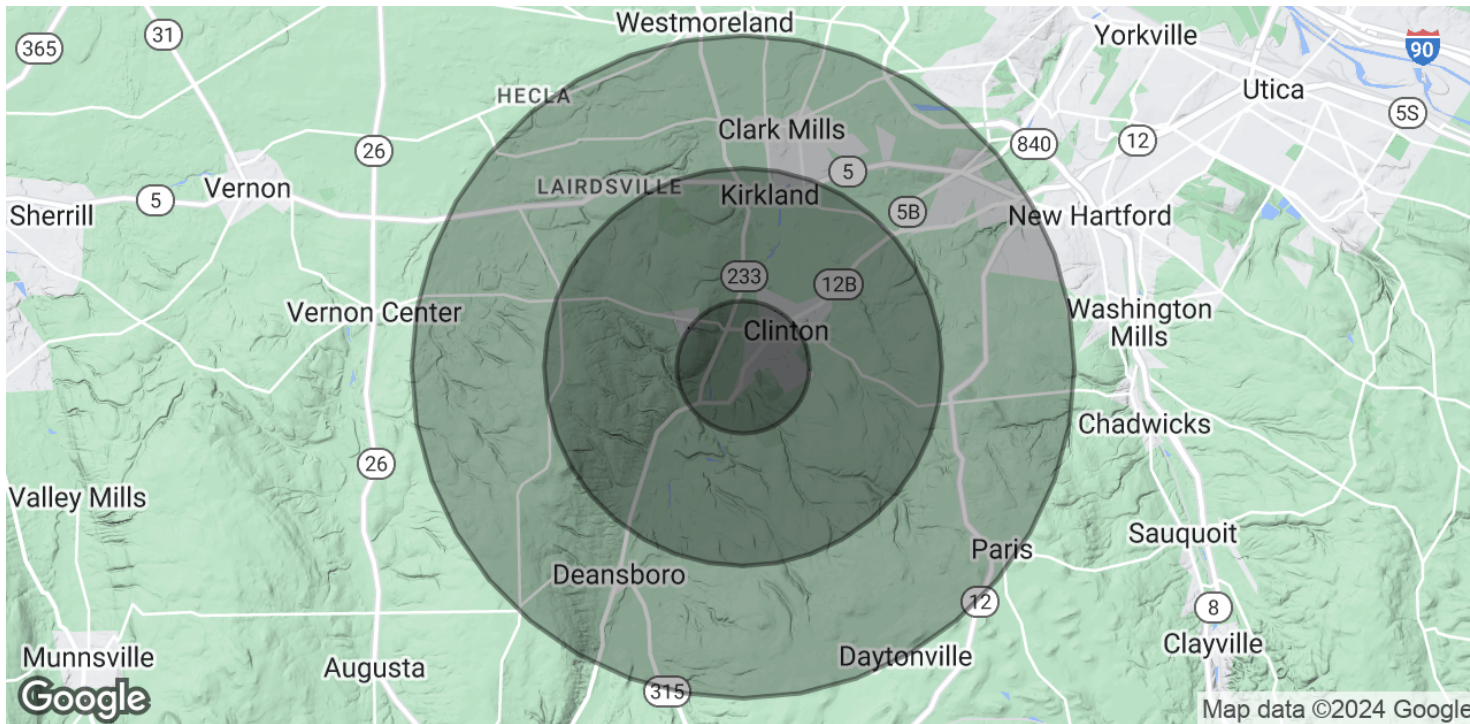 Westmoreland
Yorkville
365
31
90
Utica
HECLA
5S
Clark Mills
26
840
12
5
LAIRDSVILLE
Vernon
Kirkland
5
5B
Sherrill
New Hartford
233
12B
Vernon Center
Washington
Mills
Clinton
Chadwicks
26
Valley Mills
Sauquoit
Paris
Deansboro
12
8
Munnsville
Augusta
Daytonville
Clayville
315
Google
Map data ©2024 Google